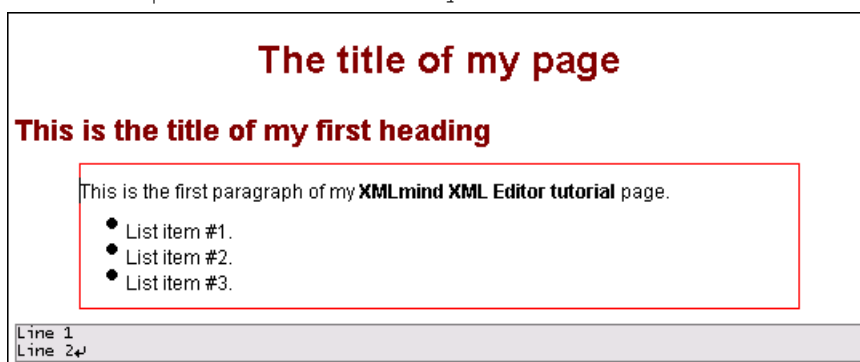 The title of my page
This is the title of my first heading
This is the first paragraph of my XMLmind XML Editor tutorial page.
List item #1.
List item #2.
List item #3.
Line 1
Line 2↵